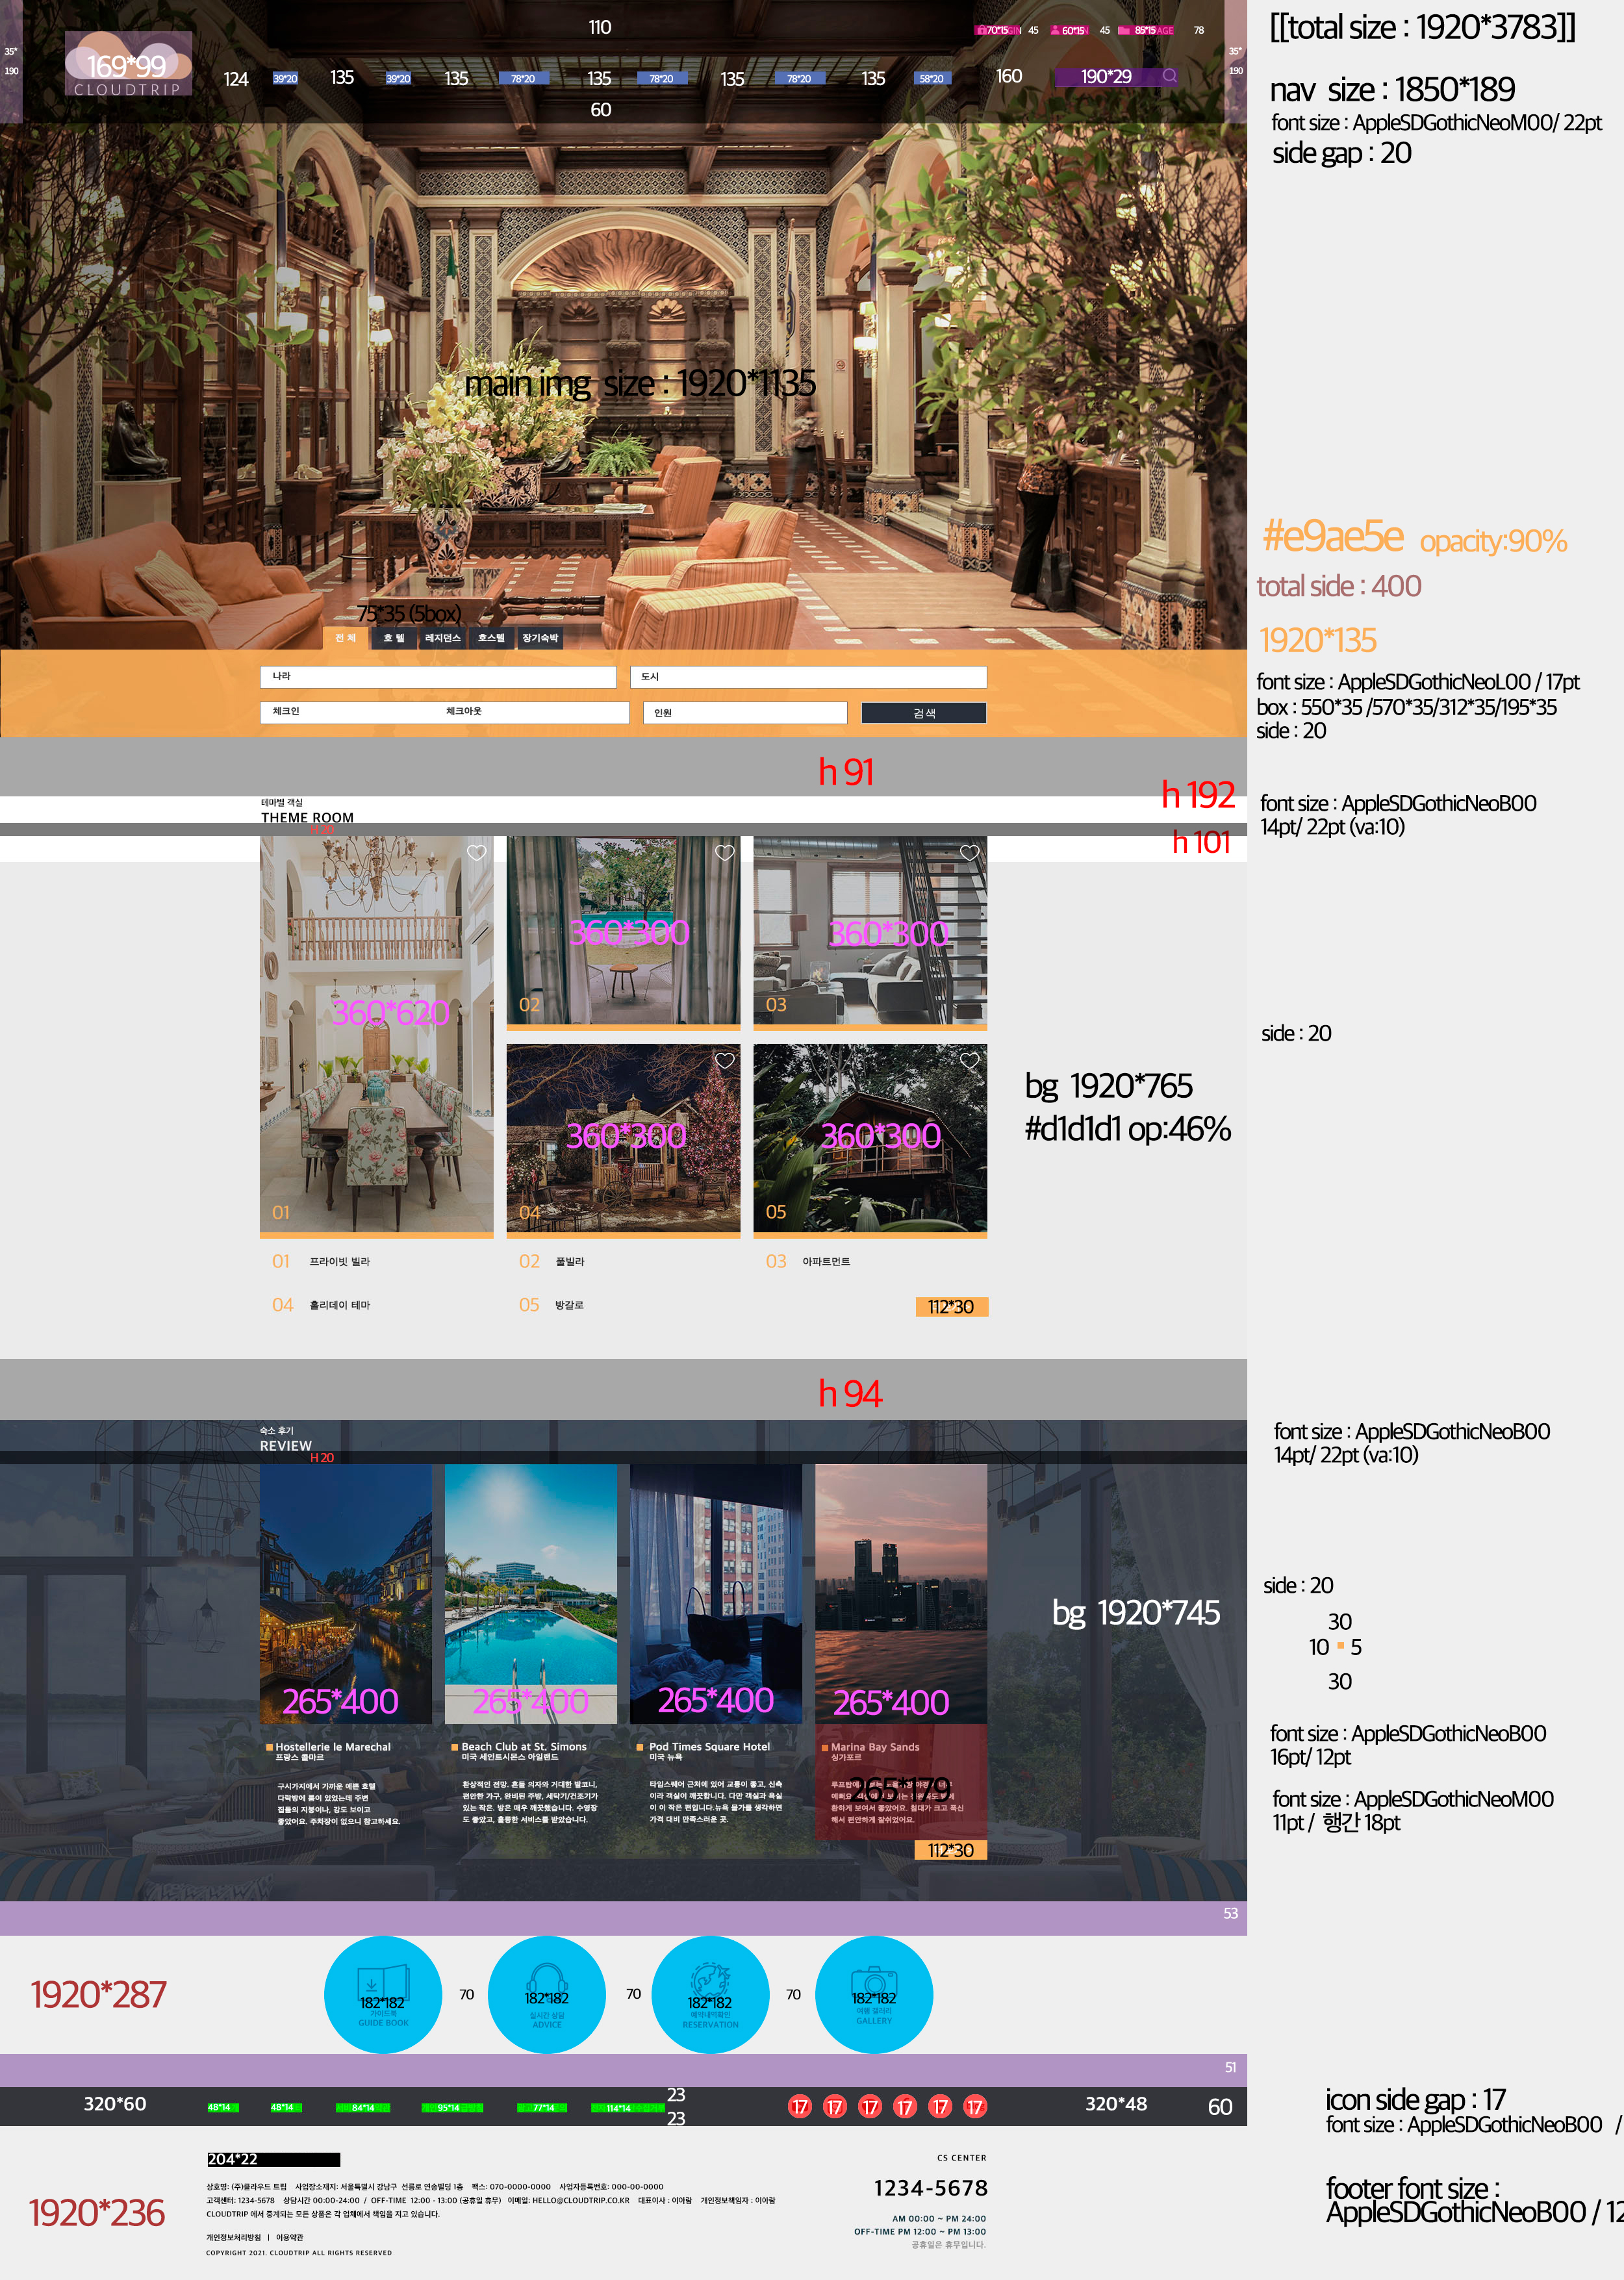 110
[[total size : 1920*3783]]
70*15
45
60*15
45
85*15
78
35*
190
169*99
CLOUDTRIP
124
39*20
135
39*20
135
78*20
135
78*20
135
78*20
135
58*20
160
190*29
35*
190
60
nav size : 1850*189
font size : AppleSDGothicNeoM00/ 22pt
side gap : 20
main img size : 1920*1135
#e9ae5e opacity:90%
total side : 400
1920*135
75*35 (5box)
전 체
호 텔
레지던스
호스텔
장기숙박
나라
도시
체크인
체크아웃
인원
검색
font size : AppleSDGothicNeoL00 / 17pt
box : 550*35 /570*35/312*35/195*35
side : 20
h 91
h 192
테마별 객실
THEME ROOM
H 20
h 101
font size : AppleSDGothicNeoB00
14pt/ 22pt (va:10)
360*620
360*300
360*300
02
03
side : 20
360*300
360*300
01
04
05
bg 1920*765
#d1d1d1 op:46%
01 프라이빗 빌라
02 풀빌라
03 아파트먼트
04 홀리데이 테마
05 방갈로
112*30
h 94
숙소 후기
REVIEW
H 20
font size : AppleSDGothicNeoB00
14pt/ 22pt (va:10)
side : 20
30
10 5
30
bg 1920*745
265*400
265*400
265*400
265*400
Hostellerie le Marechal
프랑스 콜마르
구시가지에서 가까운 예쁜 호텔
다락방에 룸이 있었는데 주변
집들의 지붕이나, 강도 보이고
좋았어요. 주차장이 없으니 참고하세요.
Beach Club at St. Simons
미국 세인트시몬스 아일랜드
환상적인 전망. 흔들 의자와 거대한 발코니,
편안한 가구, 완비된 주방, 세탁기/건조기가
있는 작은. 방은 매우 깨끗했습니다. 수영장
도 좋았고, 훌륭한 서비스를 받았습니다.
Pod Times Square Hotel
미국 뉴욕
타임스퀘어 근처에 있어 교통이 좋고, 신축
이라 객실이 깨끗합니다. 다만 객실과 욕실
이 이 작은 편입니다.뉴욕 물가를 생각하면
가격 대비 만족스러운 곳.
Marina Bay Sands
싱가포르
265*179
환하게 보여서 좋았어요. 침대가 크고 푹신
해서 편안하게 잘쉬었어요.
112*30
font size : AppleSDGothicNeoB00
16pt/ 12pt
font size : AppleSDGothicNeoM00
11pt / 행간 18pt
53
1920*287
182*182
가이드북
GUIDE BOOK
70
182*182
실시간 상담
ADVICE
70
182*182
예약내역확인
RESERVATION
70
182*182
여행 갤러리
GALLERY
51
320*60
48*14
48*14
84*14
95*14
77*14
114*14
23
23
17
17
17
17
17
17
320*48
60
icon side gap : 17
font size : AppleSDGothicNeoB00 /
204*22
1920*236
상호명: (주)클라우드 트립 사업장소재지: 서울특별시 강남구 선릉로 연승빌딩 1층 팩스: 070-0000-0000 사업자등록번호: 000-00-0000
고객센터: 1234-5678 상담시간 00:00-24:00 / OFF-TIME 12:00 - 13:00 (공휴일 휴무) 이메일: HELLO@CLOUDTRIP.CO.KR 대표이사 : 이아람 개인정보책임자 : 이아람
CLOUDTRIP 에서 중계되는 모든 상품은 각 업체에서 책임을 지고 있습니다.
개인정보처리방침 | 이용약관
COPYRIGHT 2021. CLOUDTRIP ALL RIGHTS RESERVED
CS CENTER
1234-5678
AM 00:00 ~ PM 24:00
OFF-TIME PM 12:00 ~ PM 13:00
공휴일은 휴무입니다.
footer font size :
AppleSDGothicNeoB00 / 12